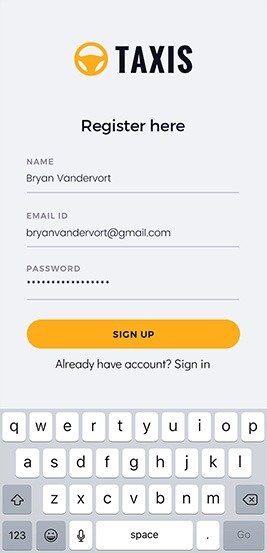 TAXIS
Register here
NAME
Bryan Vandervort
EMAIL ID
bryanvandervort@gmail.com
PASSWORD
•••••••••••••••••
SIGN UP
Already have account? Sign in
q w e r t y u i o p
a s d f g h j k l
z x c v b n m
123 space . Go